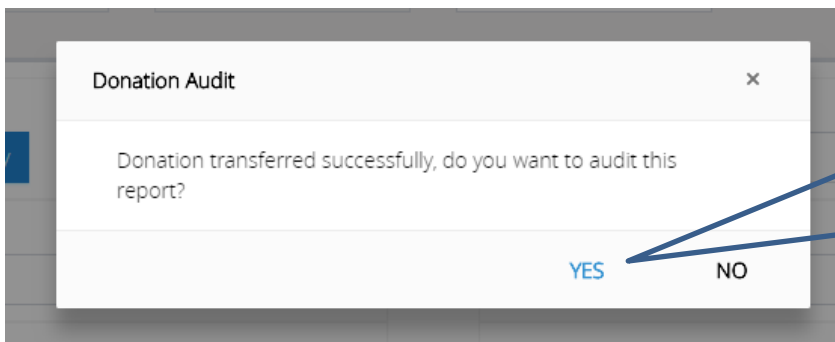 Donation Audit ×
Donation transferred successfully, do you want to audit this
report?
YES NO